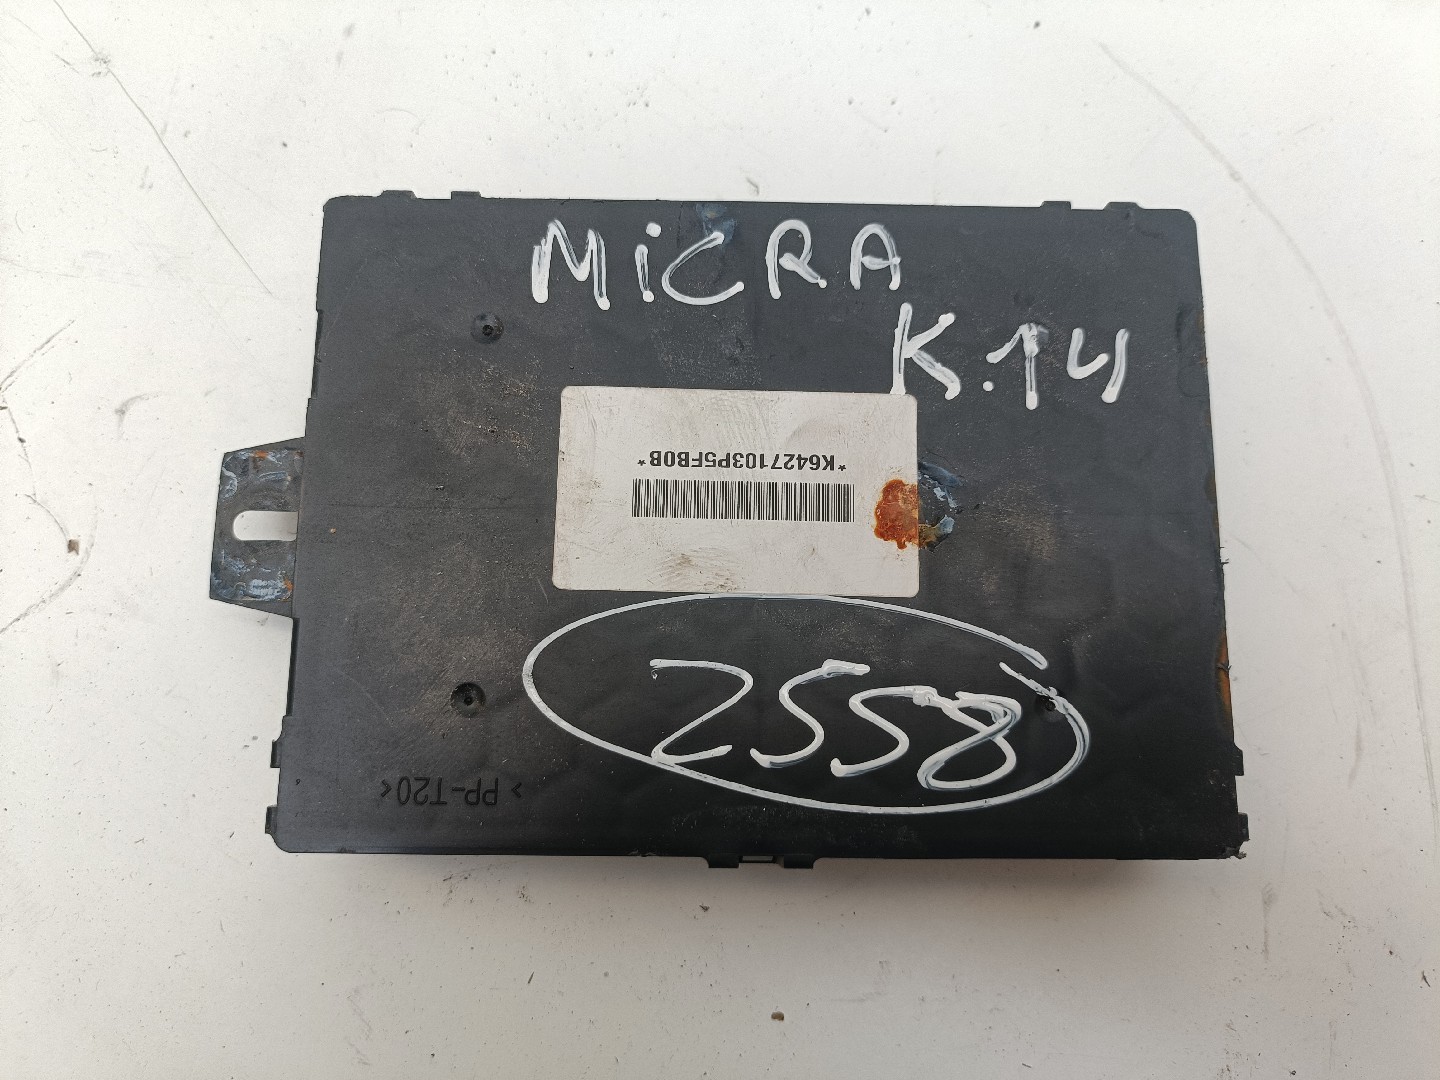 MiCRA
K.14
*K6427103P5FB0B*
2558
>PP-T20<